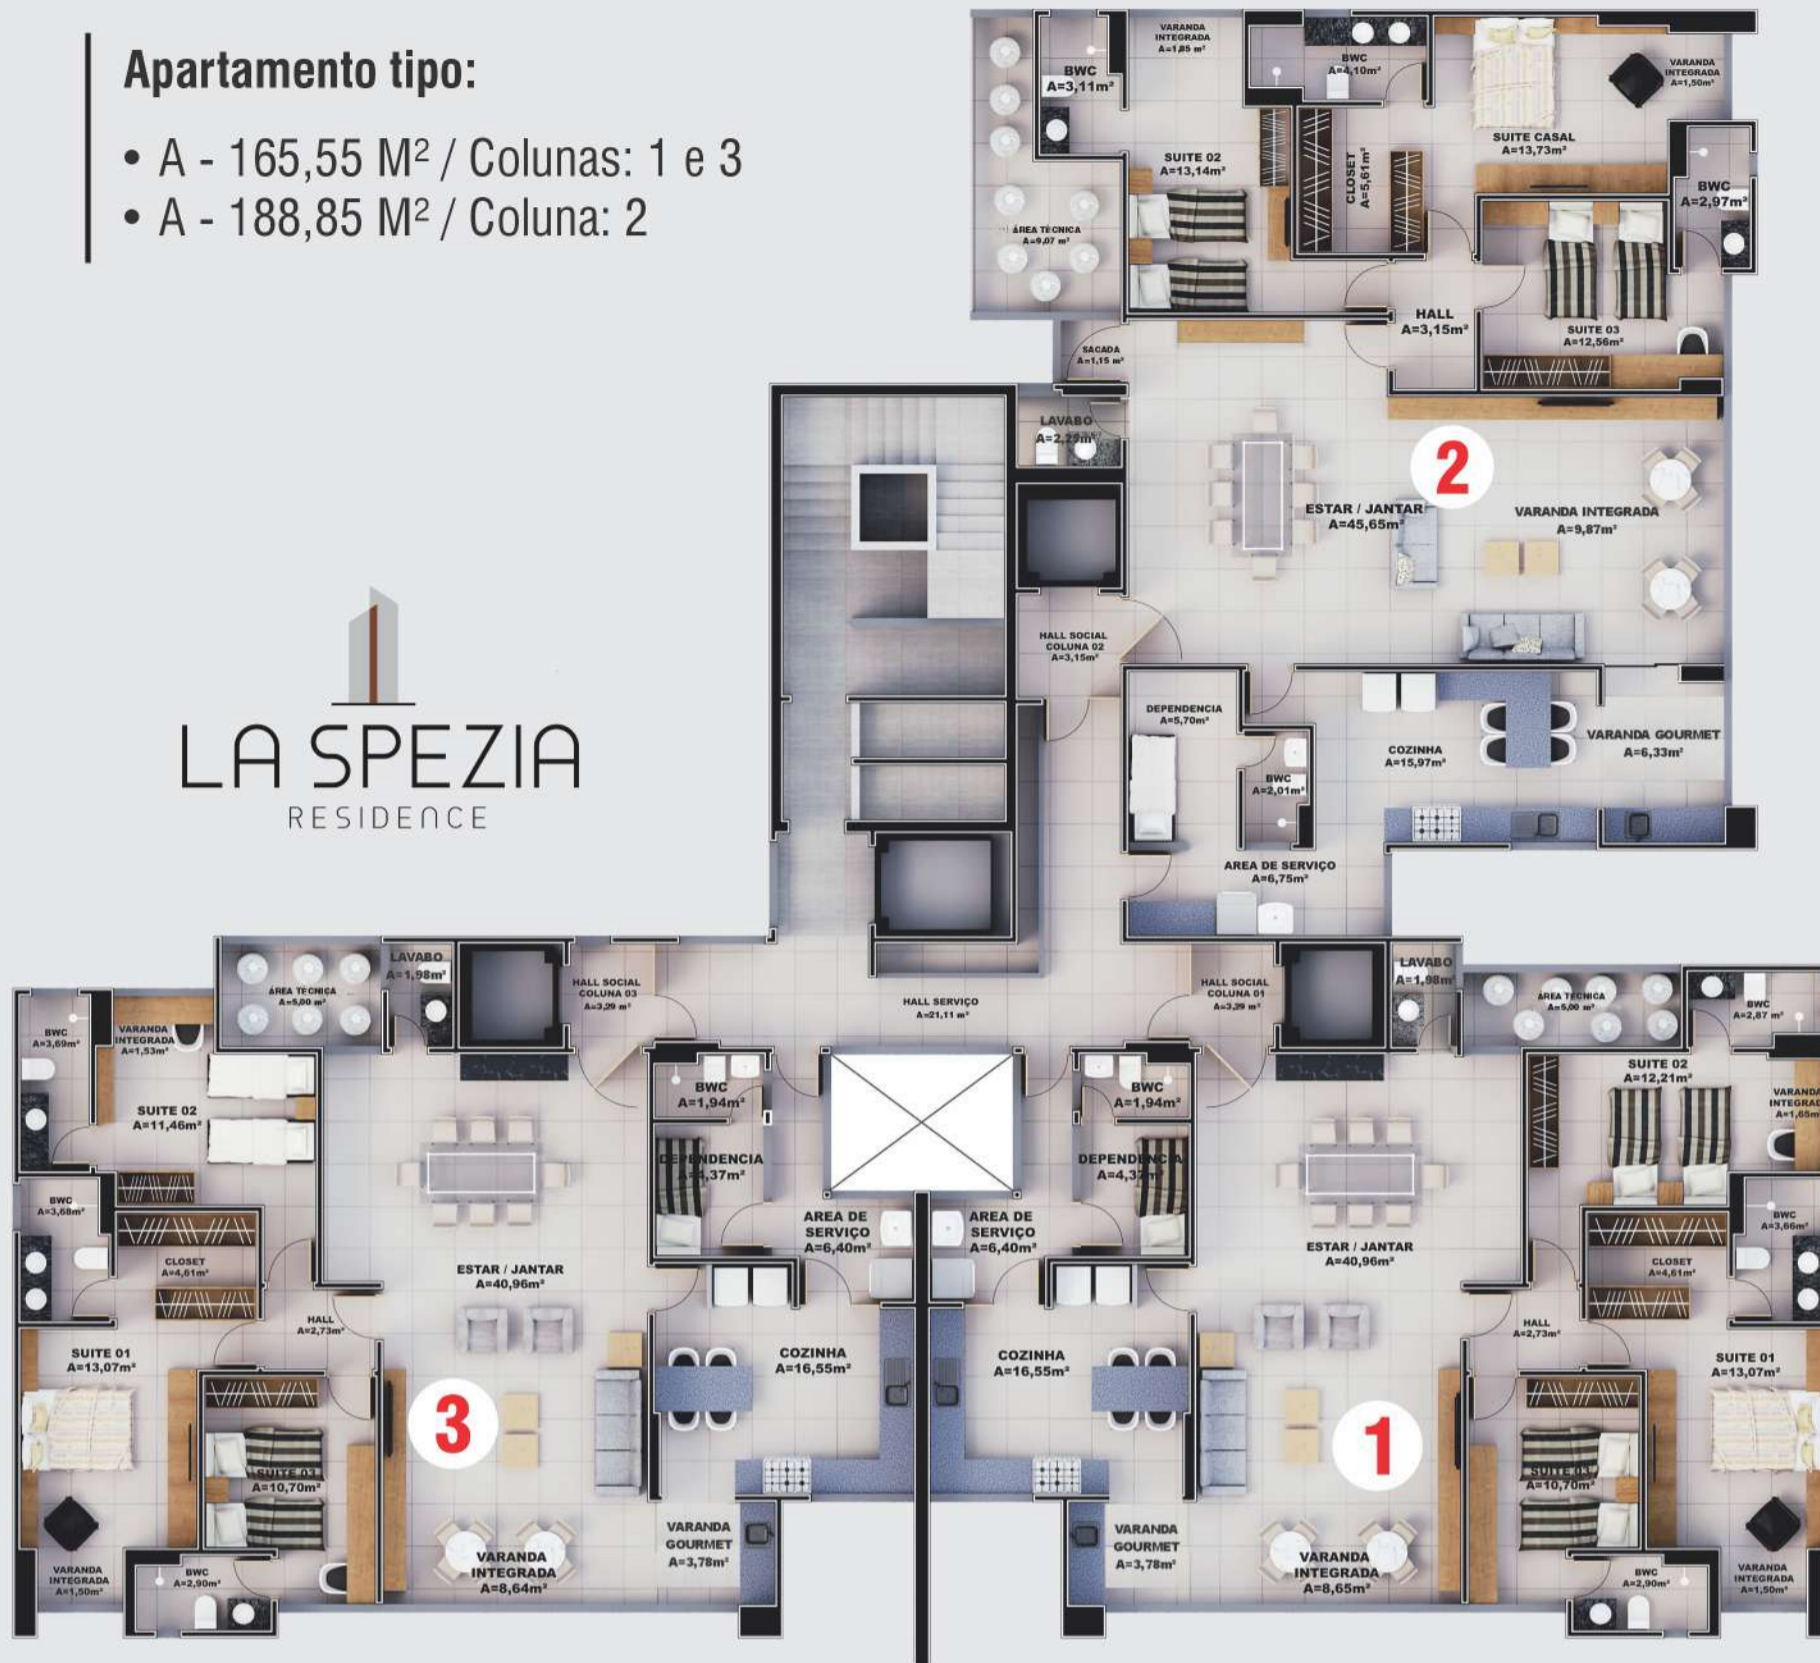 Apartamento tipo:
• A - 165,55 M² / Colunas: 1 e 3
• A - 188,85 M² / Coluna: 2
LA SPEZIA
RESIDENCE
VARANDA
INTEGRADA
A=1,85 m²
BWC
A=3,11m²
BWC
A=4,10m²
VARANDA
INTEGRADA
A=1,50m²
SUITE CASAL
A=13,73m²
SUITE 02
A=13,14m²
CLOSET
A=5,61m²
BWC
A=2,97m²
ÁREA TÉCNICA
A=9,07 m²
HALL
A=3,15m²
SUITE 03
A=12,56m²
SACADA
A=1,15 m²
LAVABO
A=2,29m²
2
ESTAR / JANTAR
A=45,65m²
VARANDA INTEGRADA
A=9,87m²
HALL SOCIAL
COLUNA 02
A=3,15m²
DEPENDENCIA
A=5,70m²
COZINHA
A=15,97m²
VARANDA GOURMET
A=6,33m²
BWC
A=2,01m²
AREA DE SERVIÇO
A=6,75m²
LAVABO
A=1,98m²
ÁREA TÉCNICA
A=5,00 m²
HALL SOCIAL
COLUNA 03
A=3,29 m²
HALL SERVIÇO
A=21,11 m²
HALL SOCIAL
COLUNA 01
A=3,29 m²
LAVABO
A=1,98m²
ÁREA TÉCNICA
A=5,00 m²
BWC
A=2,87 m²
BWC
A=3,69m²
VARANDA
INTEGRADA
A=1,53m²
SUITE 02
A=11,46m²
BWC
A=1,94m²
BWC
A=1,94m²
SUITE 02
A=12,21m²
VARANDA
INTEGRAD
A=1,65m
DEPENDENCIA
A=4,37m²
DEPENDENCIA
A=4,37m²
BWC
A=3,68m²
AREA DE
SERVIÇO
A=6,40m²
AREA DE
SERVIÇO
A=6,40m²
BWC
A=3,66m²
CLOSET
A=4,61m²
ESTAR / JANTAR
A=40,96m²
ESTAR / JANTAR
A=40,96m²
CLOSET
A=4,61m²
HALL
A=2,73m²
HALL
A=2,73m²
SUITE 01
A=13,07m²
COZINHA
A=16,55m²
COZINHA
A=16,55m²
SUITE 01
A=13,07m²
3
1
SUITE 03
A=10,70m²
SUITE 03
A=10,70m²
VARANDA
GOURMET
A=3,78m²
VARANDA
GOURMET
A=3,78m²
VARANDA
INTEGRADA
A=1,50m²
BWC
A=2,90m²
VARANDA
INTEGRADA
A=8,64m²
VARANDA
INTEGRADA
A=8,65m²
BWC
A=2,90m²
VARANDA
INTEGRADA
A=1,50m²